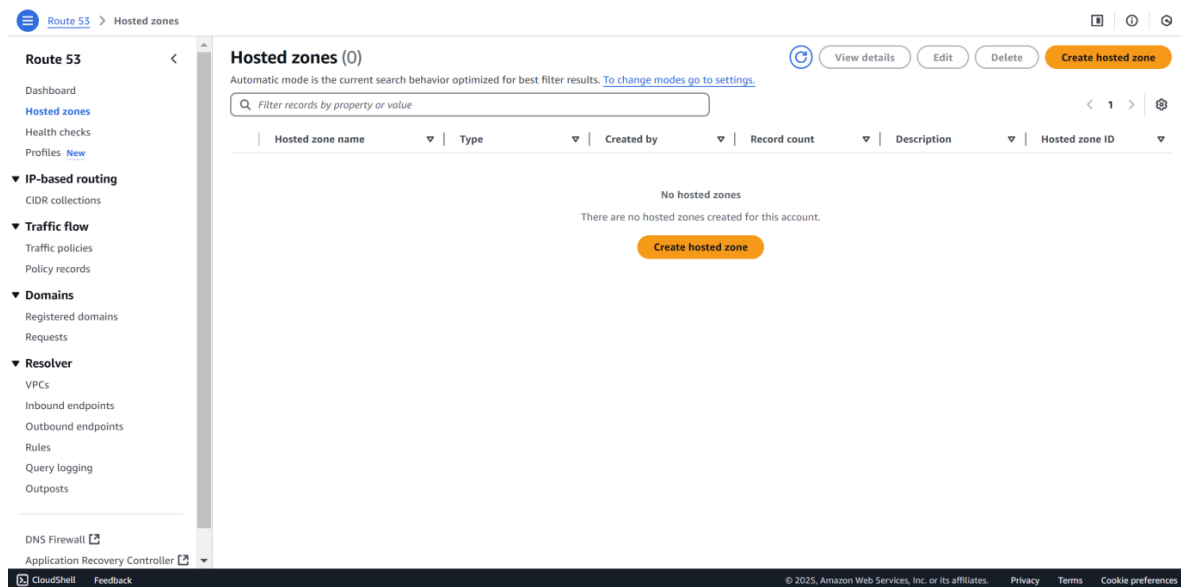 Route 53 > Hosted zones
Route 53
Dashboard
Hosted zones
Health checks
Profiles New
IP-based routing
CIDR collections
Traffic flow
Traffic policies
Policy records
Domains
Registered domains
Requests
Resolver
VPCs
Inbound endpoints
Outbound endpoints
Rules
Query logging
Outposts
DNS Firewall
Application Recovery Controller
Hosted zones (0)
View details Edit Delete Create hosted zone
Automatic mode is the current search behavior optimized for best filter results. To change modes go to settings.
Filter records by property or value
1
Hosted zone name Type Created by Record count Description Hosted zone ID
No hosted zones
There are no hosted zones created for this account.
Create hosted zone
CloudShell Feedback © 2025, Amazon Web Services, Inc. or its affiliates. Privacy Terms Cookie preferences